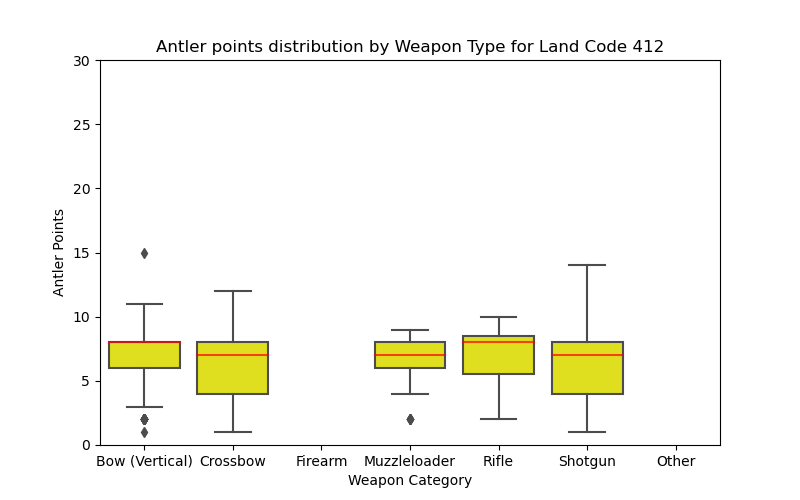 Antler points distribution by Weapon Type for Land Code 412
30
25
20
15
10
5
0
Antler Points
Bow (Vertical) Crossbow Firearm Muzzleloader Rifle Shotgun Other
Weapon Category